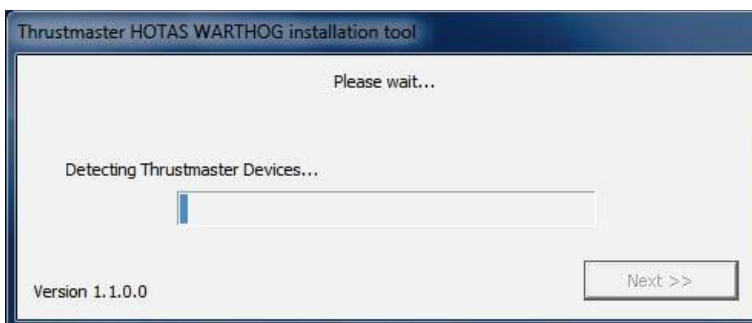 Thrustmaster HOTAS WARTHOG installation tool
Please wait...
Detecting Thrustmaster Devices...
Next >>
Version 1.1.0.0